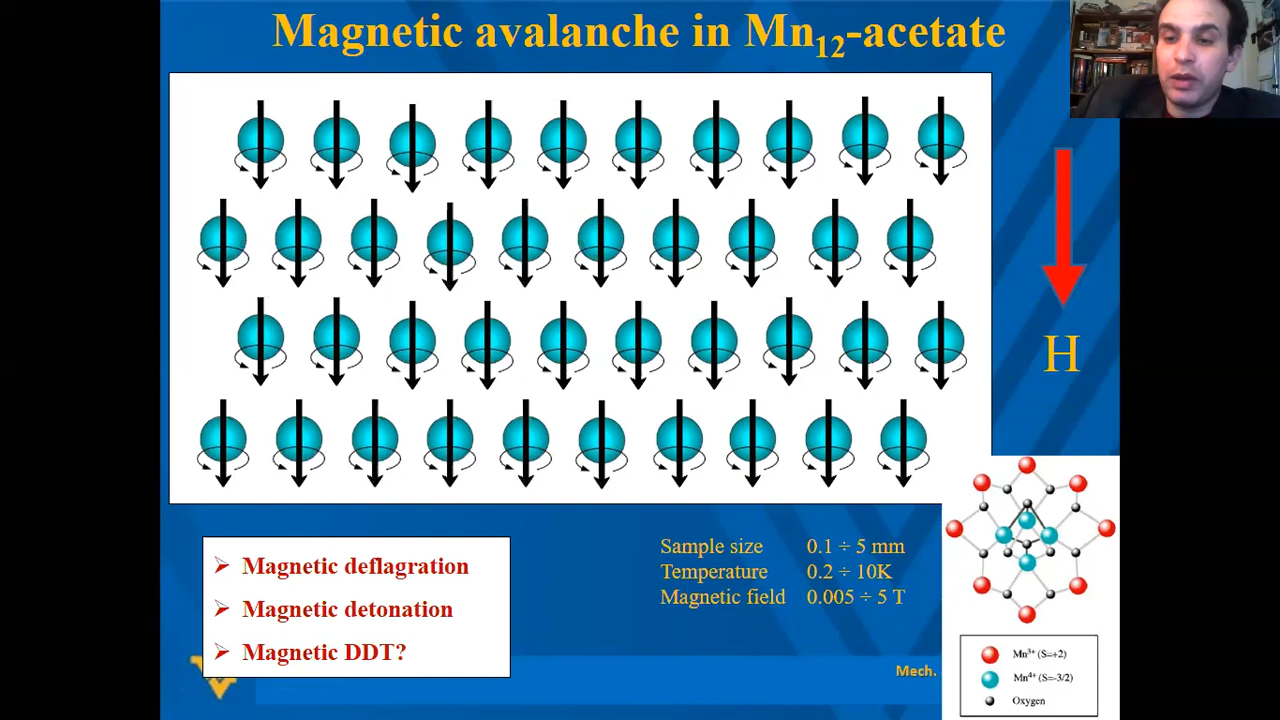 Magnetic avalanche in Mn₁₂-acetate
H
➢ Magnetic deflagration
➢ Magnetic detonation
➢ Magnetic DDT?
Sample size 0.1 ÷ 5 mm
Temperature 0.2 ÷ 10K
Magnetic field 0.005 ÷ 5 T
Mech.
Mn³⁺ (S=+2)
Mn⁴⁺ (S=-3/2)
Oxygen